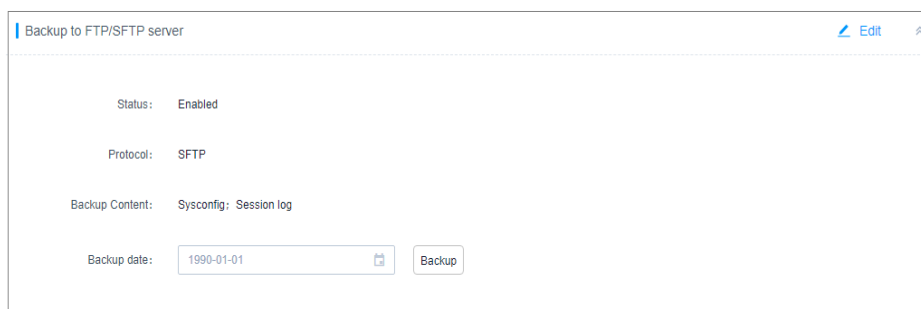 Backup to FTP/SFTP server Edit
Status: Enabled
Protocol: SFTP
Backup Content: Sysconfig; Session log
Backup date: 1990-01-01 Backup